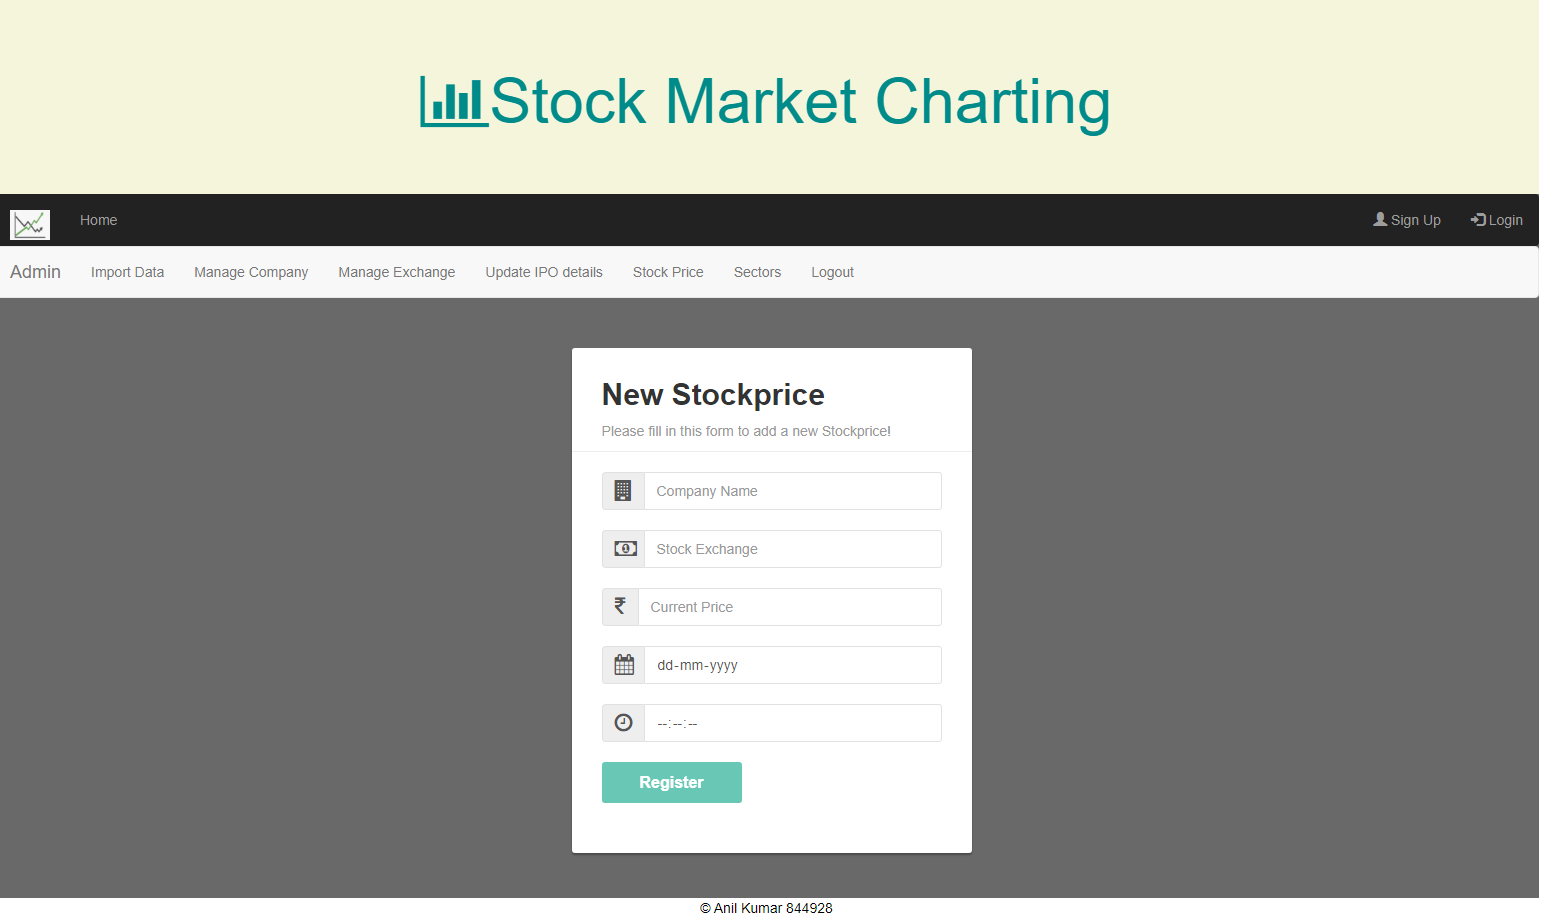 Stock Market Charting
Home
Sign Up
Login
Admin
Import Data
Manage Company
Manage Exchange
Update IPO details
Stock Price
Sectors
Logout
New Stockprice
Please fill in this form to add a new Stockprice!
Company Name
Stock Exchange
₹
Current Price
dd-mm-yyyy
--:--:--
Register
© Anil Kumar 844928